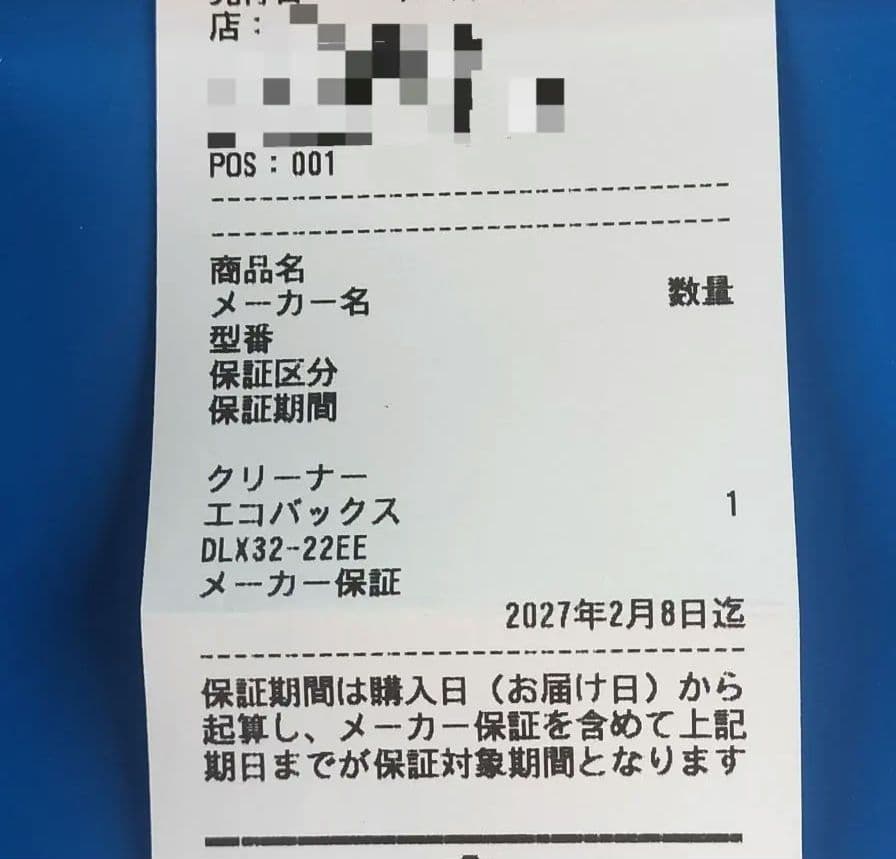 店：
POS：001
商品名
メーカー名
数量
型番
保証区分
保証期間
クリーナー
エコバックス
1
DLX32-22EE
メーカー保証
2027年2月8日迄
保証期間は購入日（お届け日）から
起算し、メーカー保証を含めて上記
期日までが保証対象期間となります